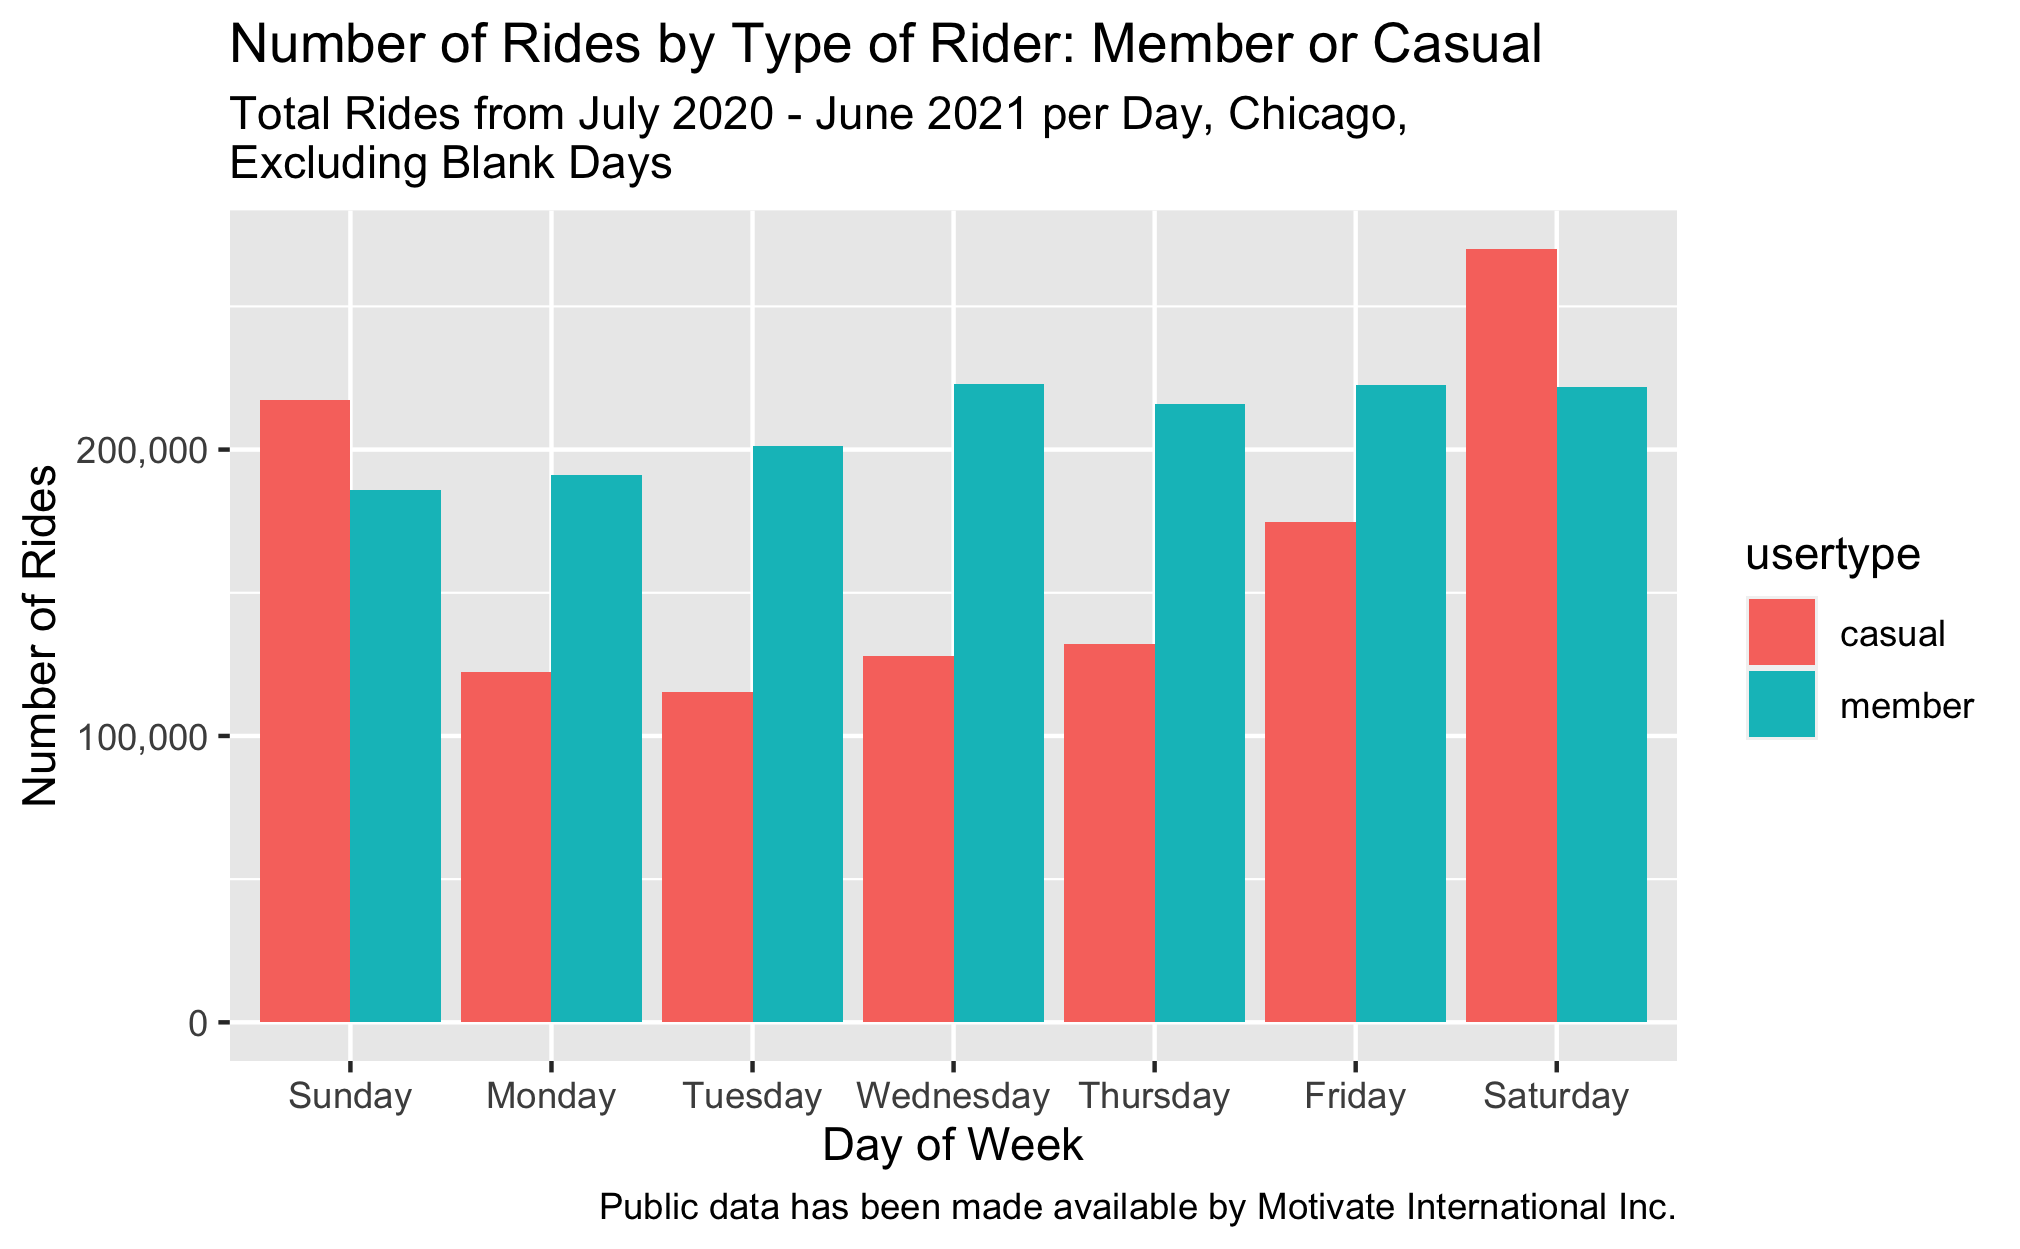 Number of Rides by Type of Rider: Member or Casual
Total Rides from July 2020 - June 2021 per Day, Chicago,
Excluding Blank Days
Number of Rides
200,000
100,000
0
Sunday Monday Tuesday Wednesday Thursday Friday Saturday
Day of Week
usertype
casual
member
Public data has been made available by Motivate International Inc.